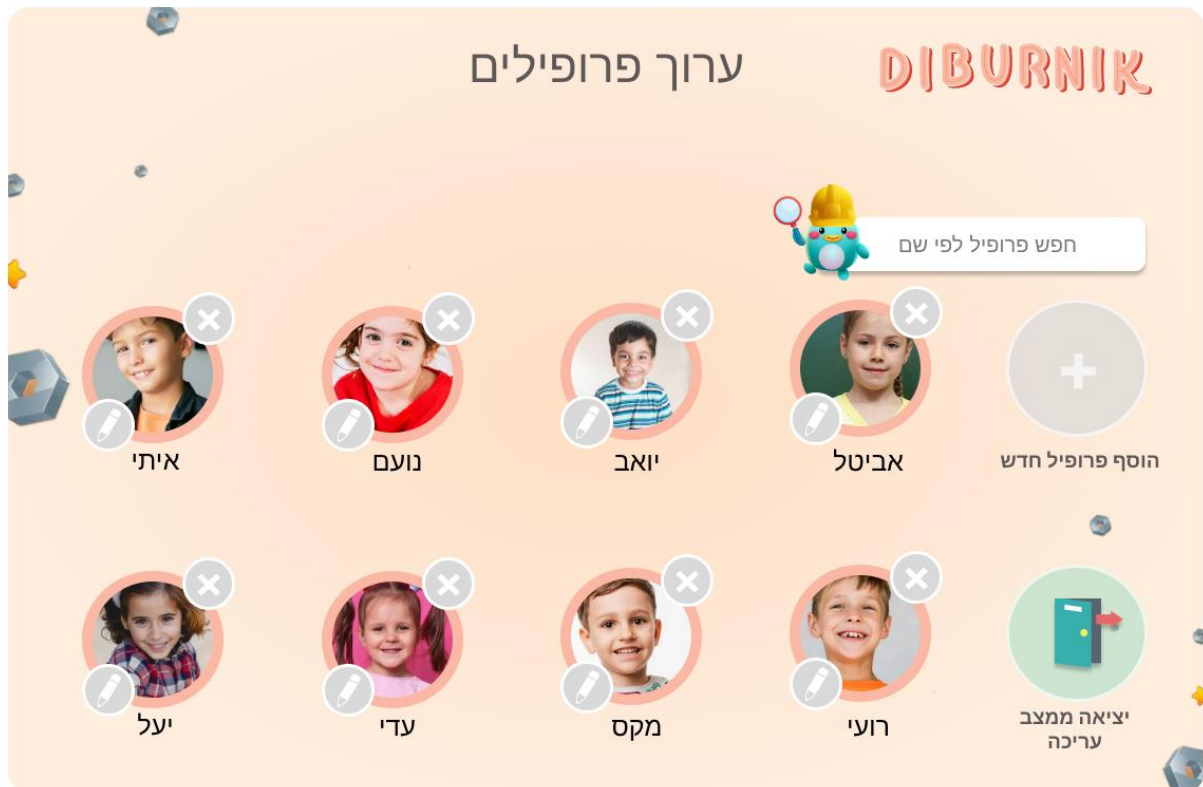 DIBURNIK
ערוך פרופילים
חפש פרופיל לפי שם
הוסף פרופיל חדש
אביטל
יואב
נועם
איתי
יציאה ממצב
עריכה
רועי
מקס
עדי
יעל